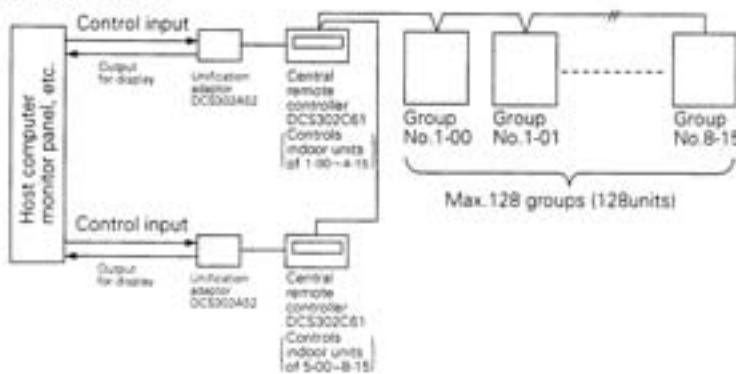 Host computer
monitor panel, etc.
Control input
Output
for display
Unification
adaptor
DCS302A52
Central
remote
controller
DCS302C61
Controls
indoor units
of 1-00~4-15
Group
No.1-00
Group
No.1-01
Group
No.8-15
Max.128 groups (128units)
Control input
Output
for display
Unification
adaptor
DCS302A52
Central
remote
controller
DCS302C61
Controls
indoor units
of 5-00~8-15